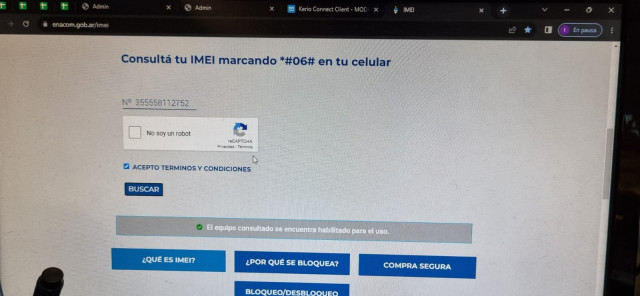 Admin
Admin
Kerio Connect Client - MOD
IMEI
enacom.gob.ar/imei
En pausa
Consultá tu IMEI marcando *#06# en tu celular
N° 355558112752
No soy un robot
reCAPTCHA
Privacidad - Términos
ACEPTO TERMINOS Y CONDICIONES
BUSCAR
El equipo consultado se encuentra habilitado para el uso.
¿QUÉ ES IMEI?
¿POR QUÉ SE BLOQUEA?
COMPRA SEGURA
BLOQUEO/DESBLOQUEO